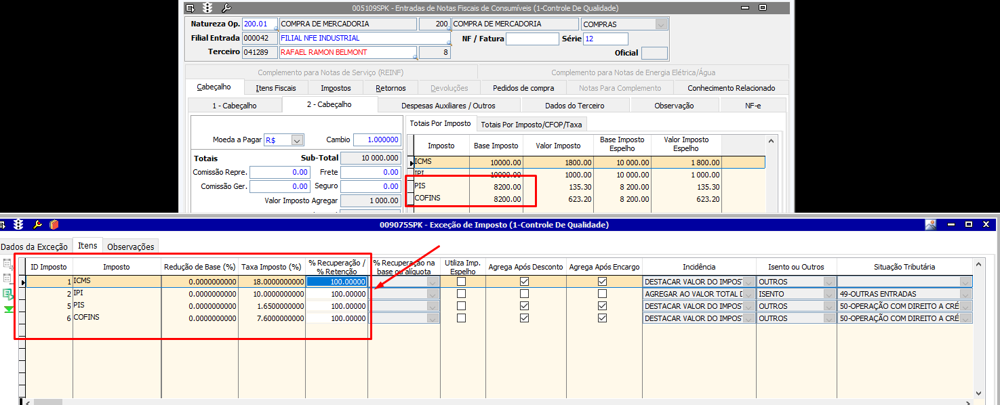 005109SPK - Entradas de Notas Fiscais de Consumíveis (1-Controle De Qualidade)
Natureza Op. 200.01 COMPRA DE MERCADORIA 200 COMPRA DE MERCADORIA COMPRAS
Filial Entrada 000042 FILIAL NFE INDUSTRIAL NF / Fatura Série 12
Terceiro 041289 RAFAEL RAMON BELMONT 8 Oficial
Complemento para Notas de Serviço (REINF) Complemento para Notas de Energia Elétrica/Água
Cabeçalho Itens Fiscais Impostos Retornos Devoluções Pedidos de compra Notas Para Complemento Conhecimento Relacionado
1 - Cabeçalho 2 - Cabeçalho Despesas Auxiliares / Outros Dados do Terceiro Observação NF-e
Totais Por Imposto Totais Por Imposto/CFOP/Taxa
Moeda a Pagar R$ Cambio 1.000000
Imposto Base Imposto Valor Imposto Base Imposto Espelho Valor Imposto Espelho
Totais Sub-Total 10 000.000
ICMS 10000.00 1800.00 10 000.00 1 800.00
Comissão Repre. 0.00 Frete 0.00
IPI 10000.00 1000.00 10 000.00 1 000.00
Comissão Ger. 0.00 Seguro 0.00
PIS 8200.00 135.30 8 200.00 135.30
Valor Imposto Agregar 1 000.00
COFINS 8200.00 623.20 8 200.00 623.20
009075SPK - Exceção de Imposto (1-Controle De Qualidade)
Dados da Exceção Itens Observações
ID Imposto Imposto Redução de Base (%) Taxa Imposto (%) % Recuperação / % Retenção % Recuperação na base ou alíquota Utiliza Imp. Espelho Agrega Após Desconto Agrega Após Encargo Incidência Isento ou Outros Situação Tributária
1 ICMS 0.0000000000 18.0000000000 100.00000 DESTACAR VALOR DO IMPOS OUTROS
2 IPI 0.0000000000 10.0000000000 100.00000 AGREGAR AO VALOR TOTAL D ISENTO 49-OUTRAS ENTRADAS
5 PIS 0.0000000000 1.6500000000 100.00000 DESTACAR VALOR DO IMPOS OUTROS 50-OPERAÇÃO COM DIREITO A CRÉ
6 COFINS 0.0000000000 7.6000000000 100.00000 DESTACAR VALOR DO IMPOS OUTROS 50-OPERAÇÃO COM DIREITO A CRÉ